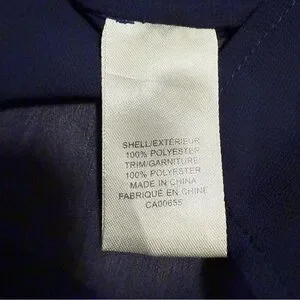 SHELL/EXTÉRIEUR
100% POLYESTER
TRIM/GARNITURE
100% POLYESTER
MADE IN CHINA
FABRIQUÉ EN CHINE
CA00655